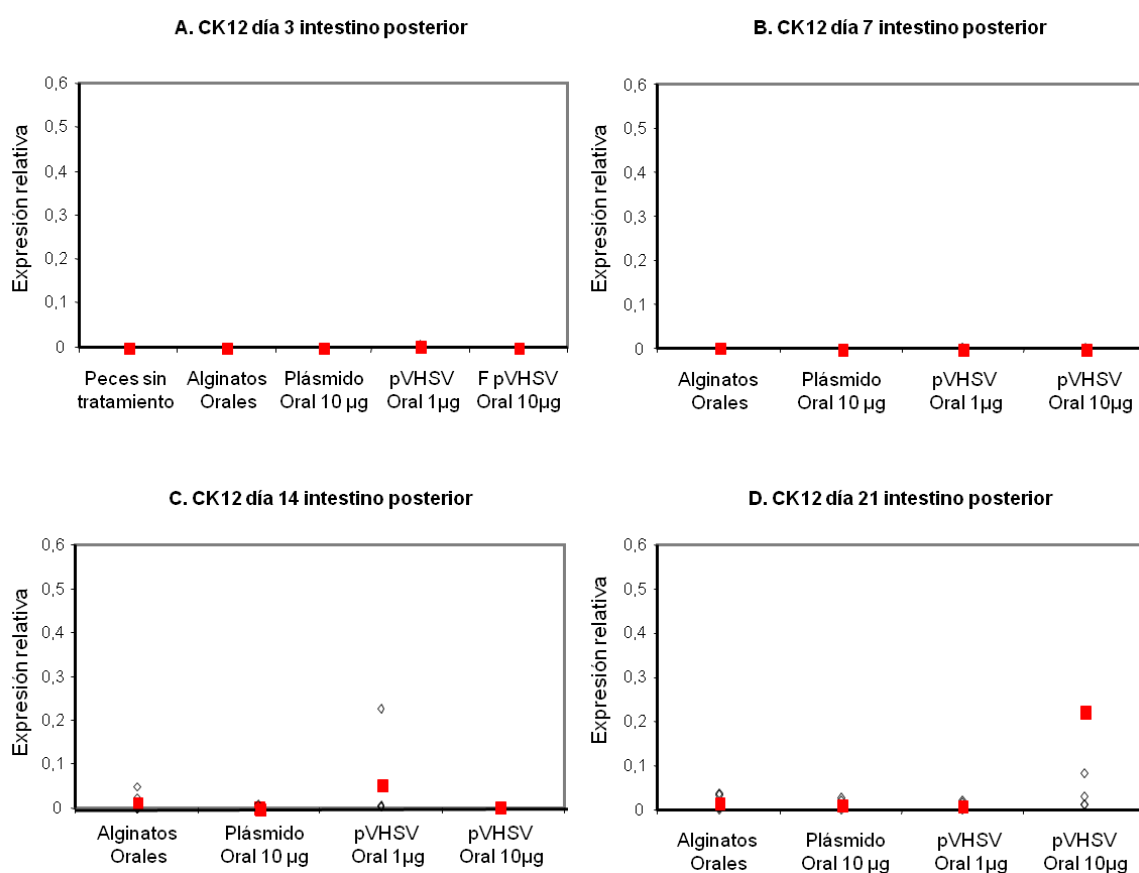 A. CK12 día 3 intestino posterior
Expresión relativa
0,6
0,5
0,4
0,3
0,2
0,1
0
Peces sin
tratamiento
Alginatos
Orales
Plásmido
Oral 10 µg
pVHSV
Oral 1µg
F pVHSV
Oral 10µg
B. CK12 día 7 intestino posterior
Expresión relativa
0,6
0,5
0,4
0,3
0,2
0,1
0
Alginatos
Orales
Plásmido
Oral 10 µg
pVHSV
Oral 1µg
pVHSV
Oral 10µg
C. CK12 día 14 intestino posterior
Expresión relativa
0,6
0,5
0,4
0,3
0,2
0,1
0
Alginatos
Orales
Plásmido
Oral 10 µg
pVHSV
Oral 1µg
pVHSV
Oral 10µg
D. CK12 día 21 intestino posterior
Expresión relativa
0,6
0,5
0,4
0,3
0,2
0,1
0
Alginatos
Orales
Plásmido
Oral 10 µg
pVHSV
Oral 1µg
pVHSV
Oral 10µg